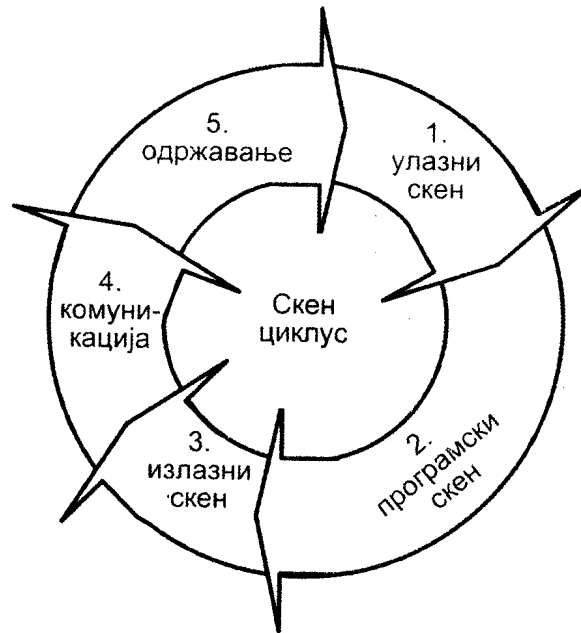 5.
одржавање
1.
улазни
скен
4.
комуни-
кација
Скен
циклус
3.
излазни
скен
2.
програмски
скен